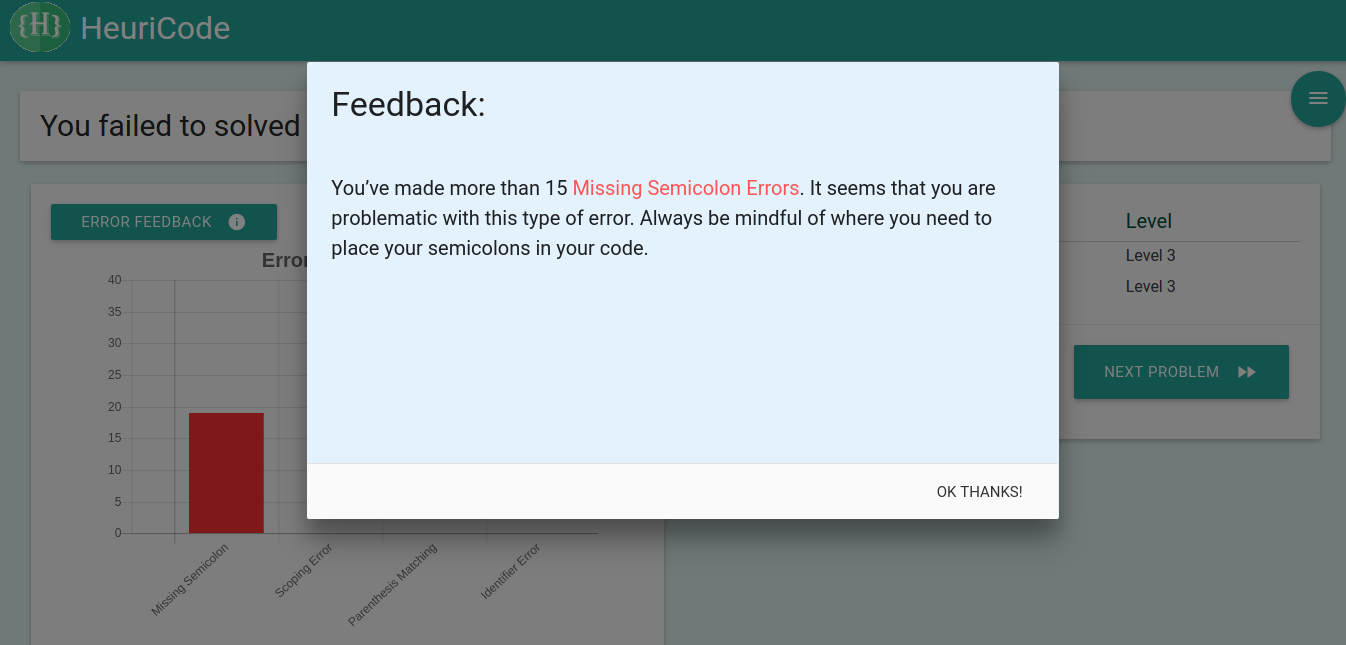 {H} HeuriCode
You failed to solved
Feedback:
You’ve made more than 15 Missing Semicolon Errors. It seems that you are
problematic with this type of error. Always be mindful of where you need to
place your semicolons in your code.
OK THANKS!
ERROR FEEDBACK i
Error
40
35
30
25
20
15
10
5
0
Missing Semicolon
Scoping Error
Parenthesis Matching
Identifier Error
Level
Level 3
Level 3
NEXT PROBLEM